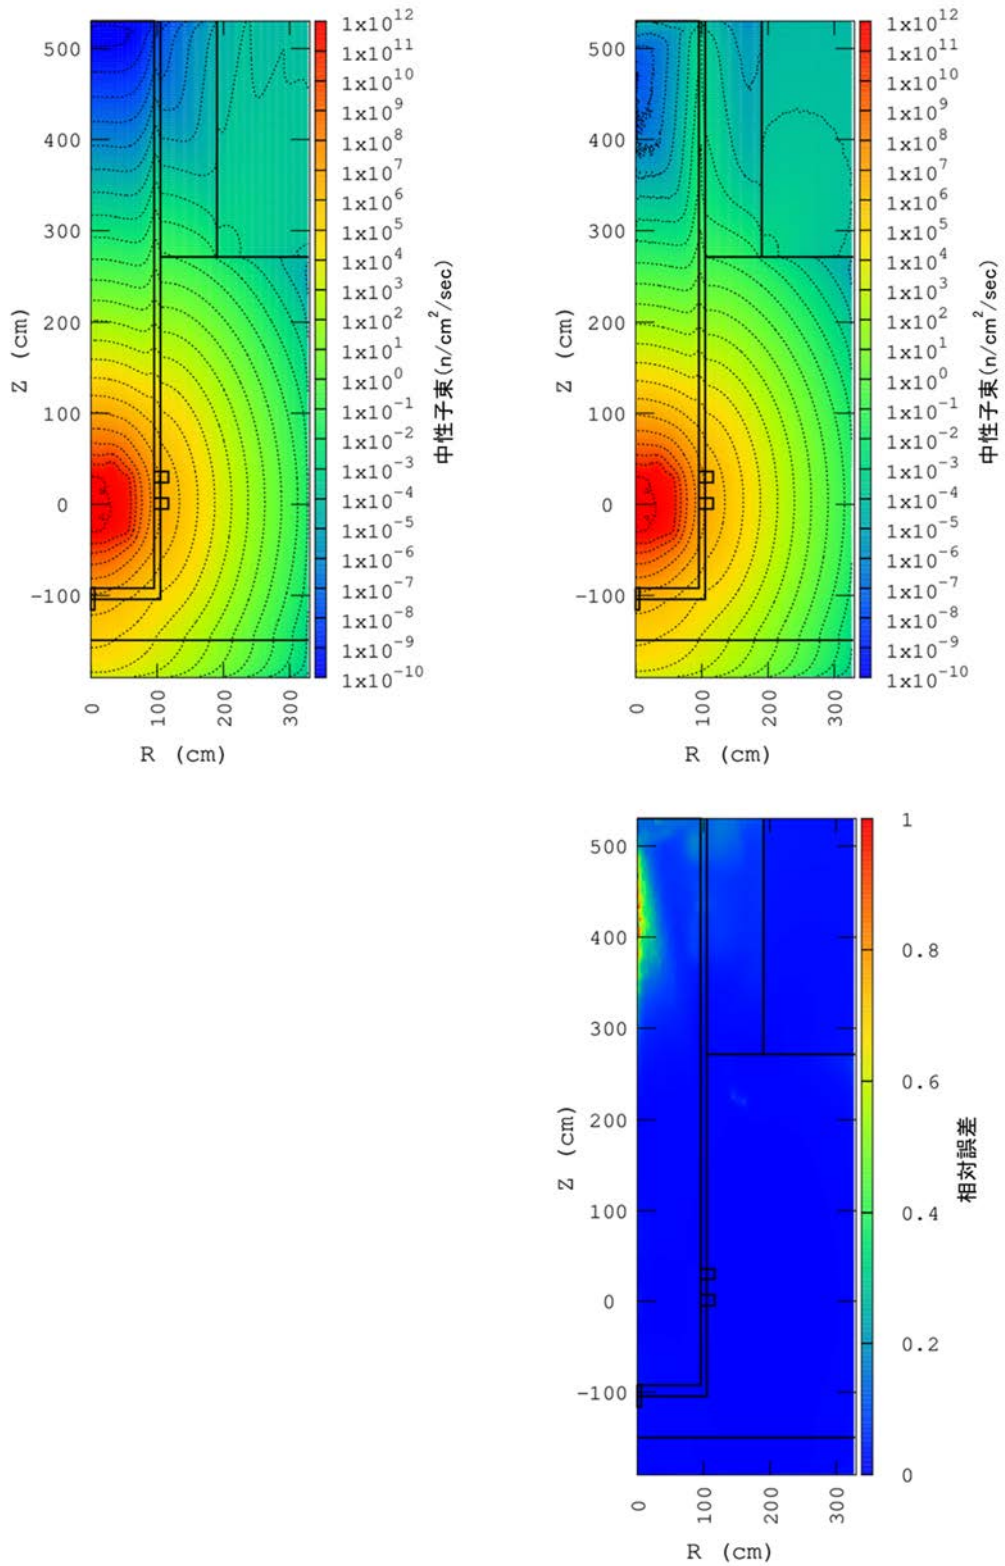 1x10^12
1x10^11
1x10^10
1x10^9
1x10^8
1x10^7
1x10^6
1x10^5
1x10^4
1x10^3
1x10^2
1x10^1
1x10^0
1x10^-1
1x10^-2
1x10^-3
1x10^-4
1x10^-5
1x10^-6
1x10^-7
1x10^-8
1x10^-9
1x10^-10
中性子束(n/cm²/sec)
500
400
300
200
100
0
-100
Z (cm)
0
100
200
300
R (cm)
1x10^12
1x10^11
1x10^10
1x10^9
1x10^8
1x10^7
1x10^6
1x10^5
1x10^4
1x10^3
1x10^2
1x10^1
1x10^0
1x10^-1
1x10^-2
1x10^-3
1x10^-4
1x10^-5
1x10^-6
1x10^-7
1x10^-8
1x10^-9
1x10^-10
中性子束(n/cm²/sec)
500
400
300
200
100
0
-100
Z (cm)
0
100
200
300
R (cm)
1
0.8
0.6
0.4
0.2
0
相対誤差
500
400
300
200
100
0
-100
Z (cm)
0
100
200
300
R (cm)